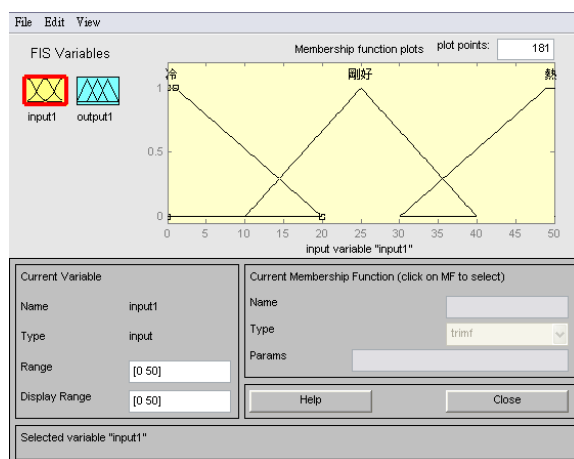 File Edit View
FIS Variables
input1 output1
Membership function plots plot points: 181
冷 剛好 熱
1
0.5
0
0 5 10 15 20 25 30 35 40 45 50
input variable "input1"
Current Variable
Name input1
Type input
Range [0 50]
Display Range [0 50]
Current Membership Function (click on MF to select)
Name
Type trimf
Params
Help Close
Selected variable "input1"